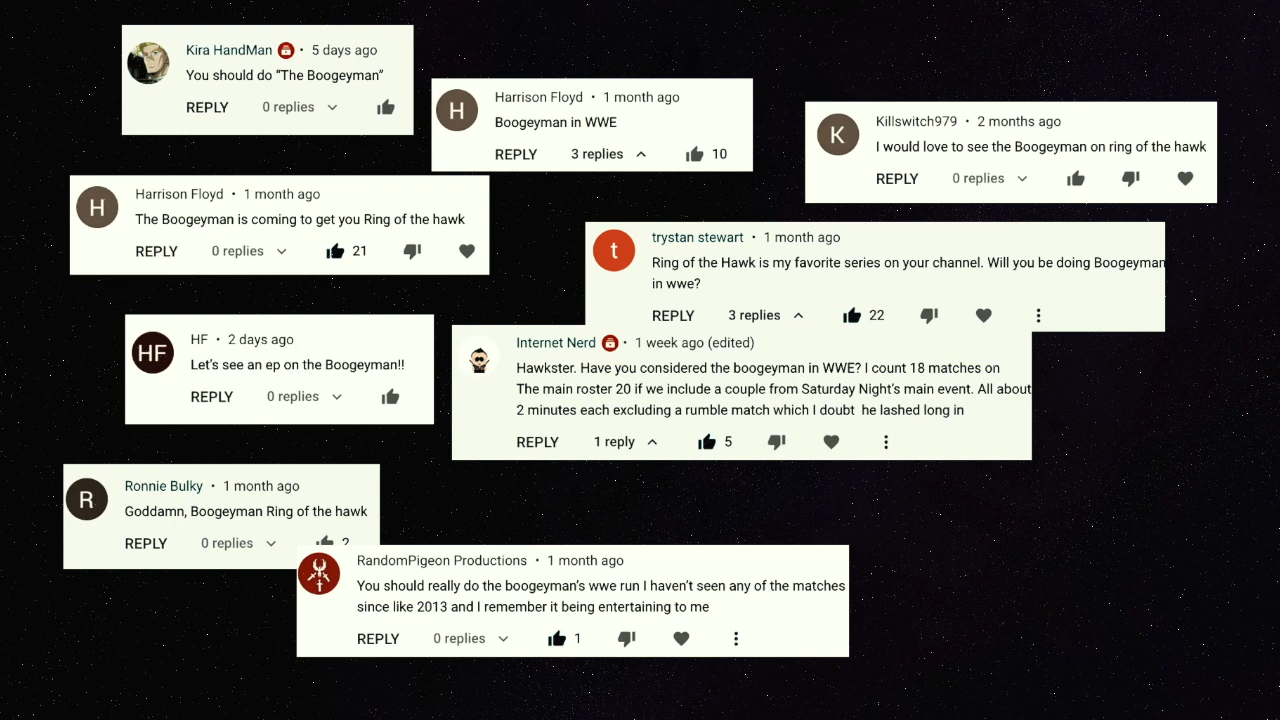 Kira HandMan • 5 days ago
You should do “The Boogeyman”
REPLY 0 replies
H
Harrison Floyd • 1 month ago
Boogeyman in WWE
REPLY 3 replies 10
K
Killswitch979 • 2 months ago
I would love to see the Boogeyman on ring of the hawk
REPLY 0 replies
H
Harrison Floyd • 1 month ago
The Boogeyman is coming to get you Ring of the hawk
REPLY 0 replies 21
t
trystan stewart • 1 month ago
Ring of the Hawk is my favorite series on your channel. Will you be doing Boogeyman
in wwe?
REPLY 3 replies 22
HF
HF • 2 days ago
Let’s see an ep on the Boogeyman!!
REPLY 0 replies
Internet Nerd • 1 week ago (edited)
Hawkster. Have you considered the boogeyman in WWE? I count 18 matches on
The main roster 20 if we include a couple from Saturday Night’s main event. All about
2 minutes each excluding a rumble match which I doubt he lashed long in
REPLY 1 reply 5
R
Ronnie Bulky • 1 month ago
Goddamn, Boogeyman Ring of the hawk
REPLY 0 replies 2
RandomPigeon Productions • 1 month ago
You should really do the boogeyman’s wwe run I haven’t seen any of the matches
since like 2013 and I remember it being entertaining to me
REPLY 0 replies 1